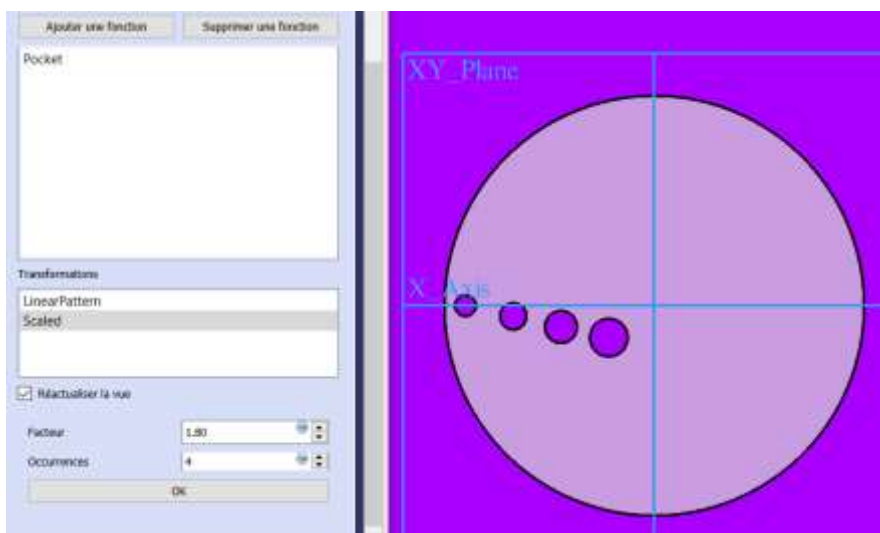 Ajouter une fonction
Supprimer une fonction
Pocket
Transformations
LinearPattern
Scaled
Réactualiser la vue
Facteur
1.80
Occurrences
4
OK
XY_Plane
X_Axis